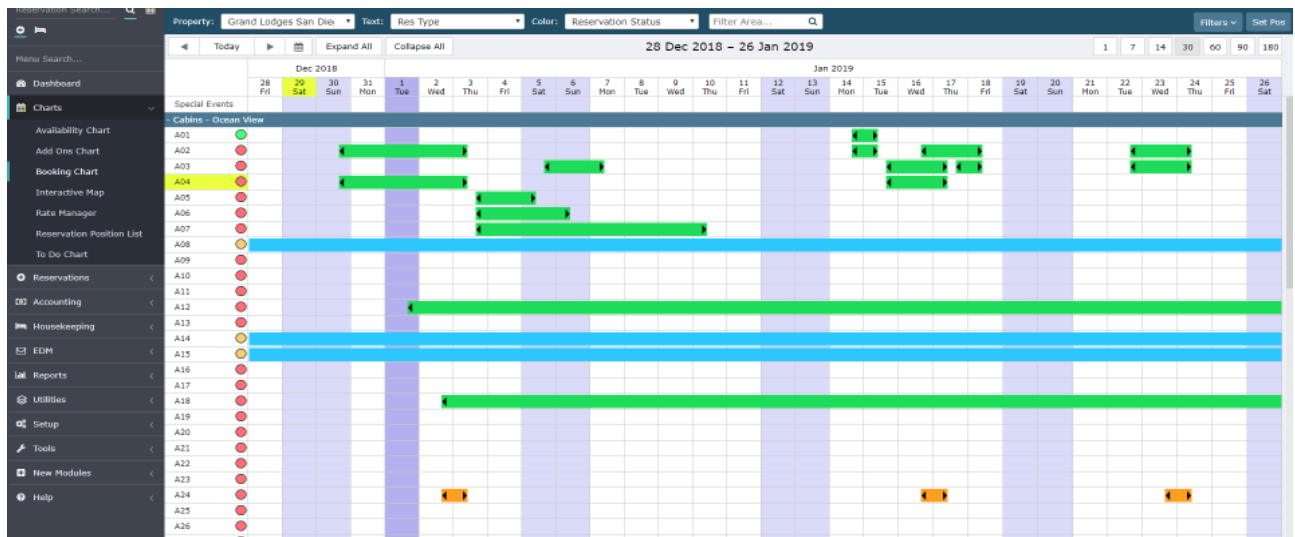 Reservation Search...
Property: Grand Lodges San Die Text: Res Type Color: Reservation Status Filter Area... Filters Set Pos
Today Expand All Collapse All 28 Dec 2018 – 26 Jan 2019 1 7 14 30 60 90 180
Menu Search...
Dashboard
Charts
Availability Chart
Add Ons Chart
Booking Chart
Interactive Map
Rate Manager
Reservation Position List
To Do Chart
Reservations
Accounting
Housekeeping
EDM
Reports
Utilities
Setup
Tools
New Modules
Help
Dec 2018 Jan 2019
28 29 30 31 1 2 3 4 5 6 7 8 9 10 11 12 13 14 15 16 17 18 19 20 21 22 23 24 25 26
Fri Sat Sun Mon Tue Wed Thu Fri Sat Sun Mon Tue Wed Thu Fri Sat Sun Mon Tue Wed Thu Fri Sat Sun Mon Tue Wed Thu Fri Sat
Special Events
- Cabins - Ocean View
A01
A02
A03
A04
A05
A06
A07
A08
A09
A10
A11
A12
A13
A14
A15
A16
A17
A18
A19
A20
A21
A22
A23
A24
A25
A26